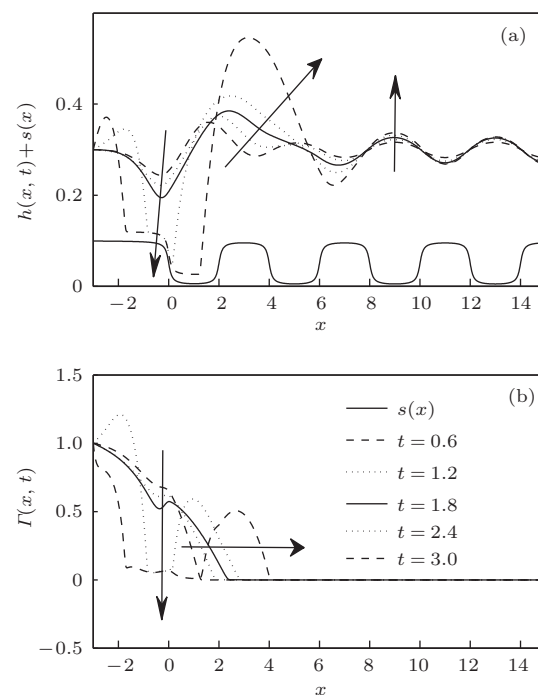 (a)
h(x, t)+s(x)
0.4
0.2
0
−2 0 2 4 6 8 10 12 14
x
(b)
Γ(x, t)
1.5
1.0
0.5
0
−0.5
s(x)
t = 0.6
t = 1.2
t = 1.8
t = 2.4
t = 3.0
−2 0 2 4 6 8 10 12 14
x